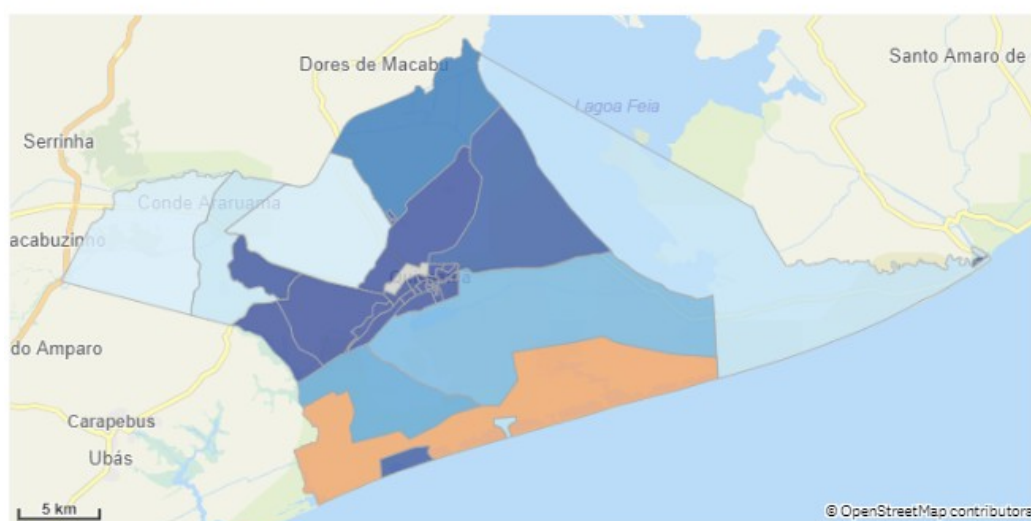 Dores de Macabu
Santo Amaro de
Lagoa Feia
Serrinha
Conde Araruama
acabuzinho
do Amparo
Carapebus
Ubás
5 km
© OpenStreetMap contributors